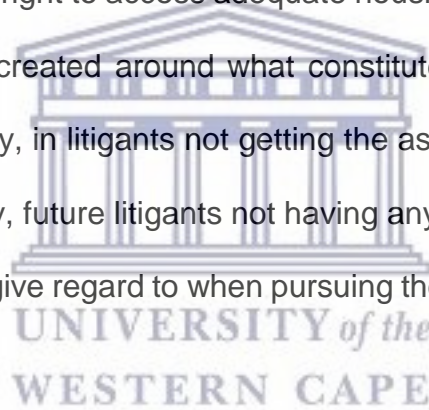 right to access adequate hous
created around what constitut
y, in litigants not getting the as
y, future litigants not having any
give regard to when pursuing the
UNIVERSITY of the
WESTERN CAPE